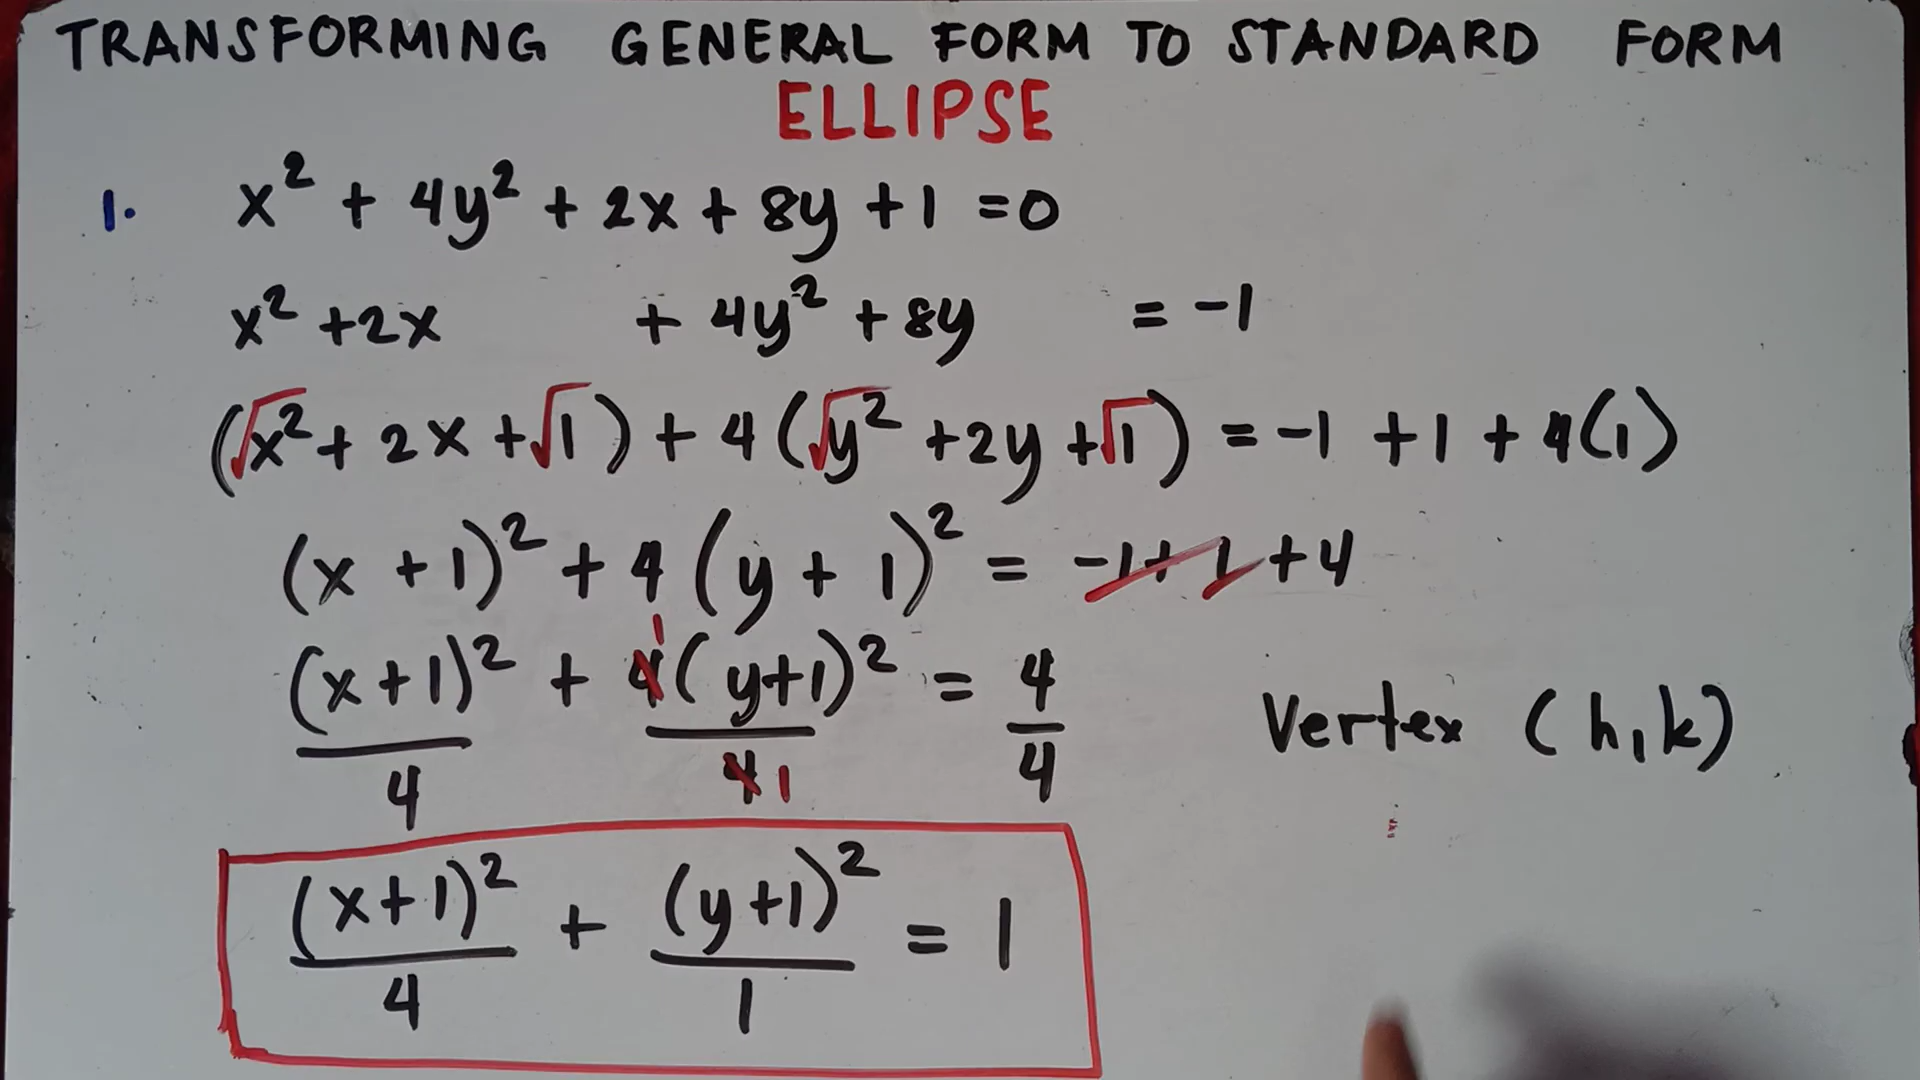 TRANSFORMING GENERAL FORM TO STANDARD FORM
ELLIPSE
1. x² + 4y² + 2x + 8y + 1 = 0
x² + 2x + 4y² + 8y = -1
(√x² + 2x + √1) + 4(√y² + 2y + √1) = -1 + 1 + 4(1)
(x + 1)² + 4(y + 1)² = -1 + 1 + 4
(x+1)²/4 + 4(y+1)²/4 = 4/4
1
1
Vertex (h,k)
(x+1)²/4 + (y+1)²/1 = 1